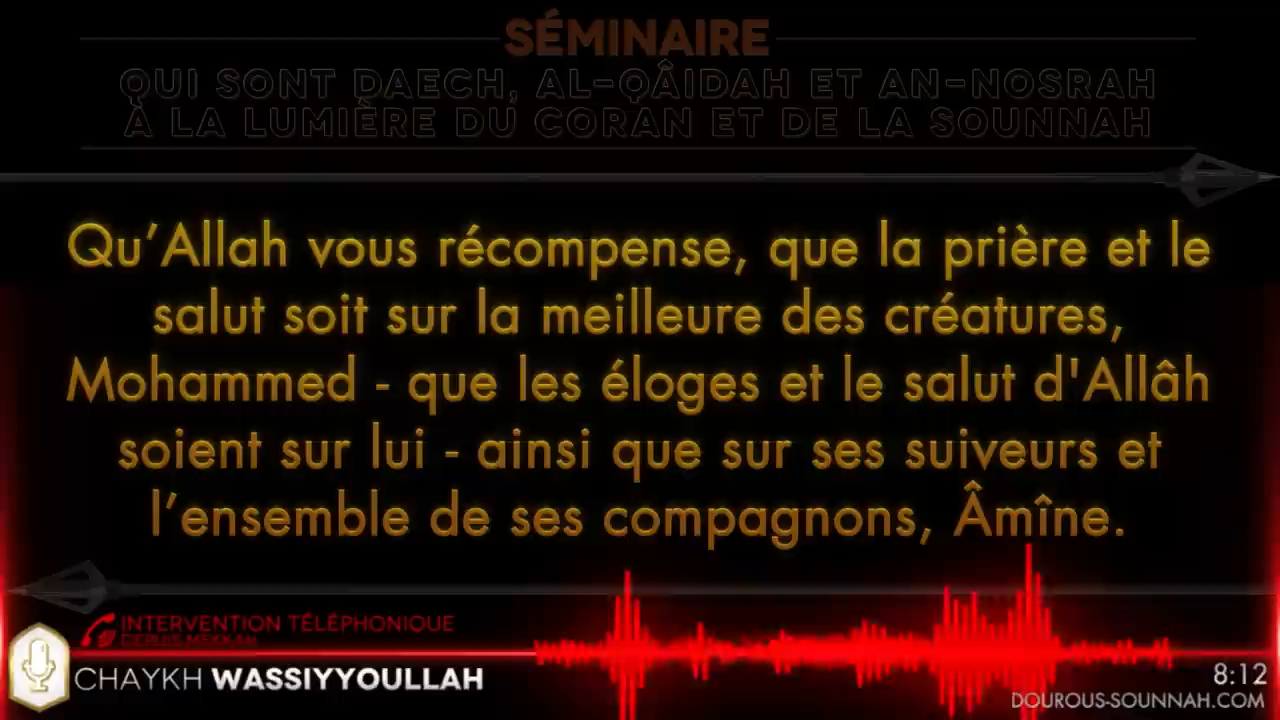 SÉMINAIRE
QUI SONT DAECH, AL-QÂIDAH ET AN-NOSRAH
À LA LUMIÈRE DU CORAN ET DE LA SOUNNAH
Qu’Allah vous récompense, que la prière et le
salut soit sur la meilleure des créatures,
Mohammed - que les éloges et le salut d'Allâh
soient sur lui - ainsi que sur ses suiveurs et
l’ensemble de ses compagnons, Âmîne.
INTERVENTION TÉLÉPHONIQUE
DEPUIS MEKKAH
CHAYKH WASSIYYOULLAH
8:12
DOUROUS-SOUNNAH.COM